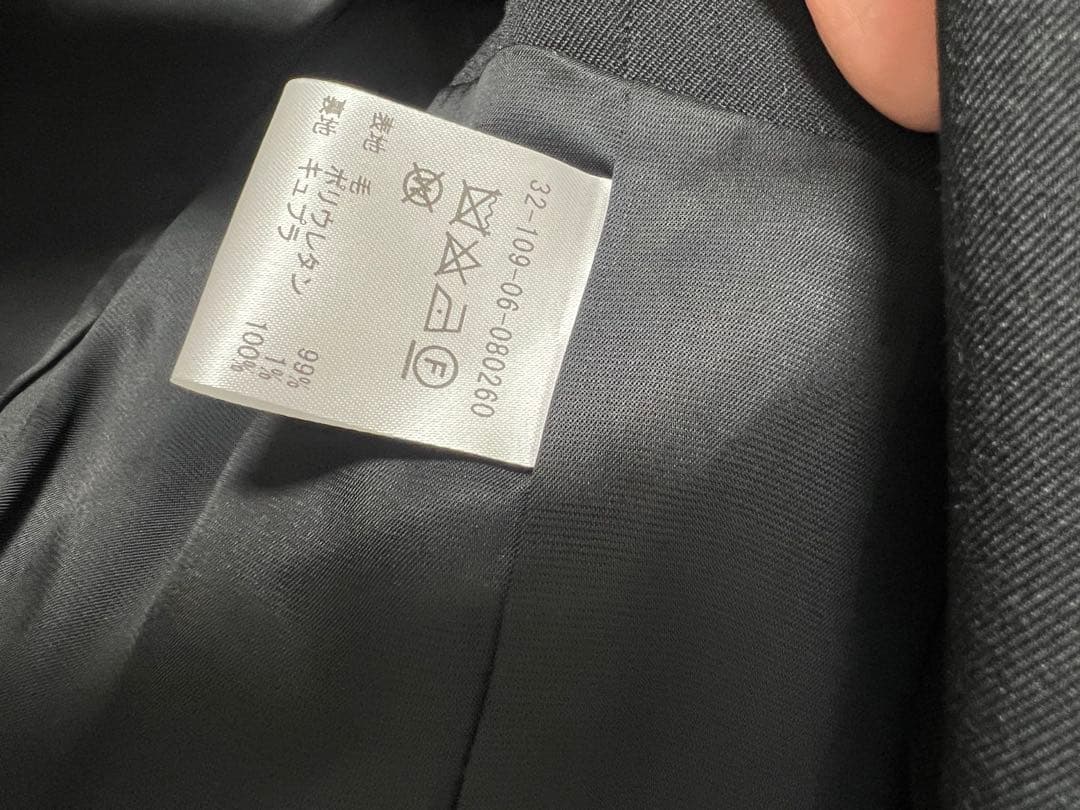 32-109-06-080260
F
表地 毛 99%
ポリウレタン 1%
裏地 キュプラ 100%